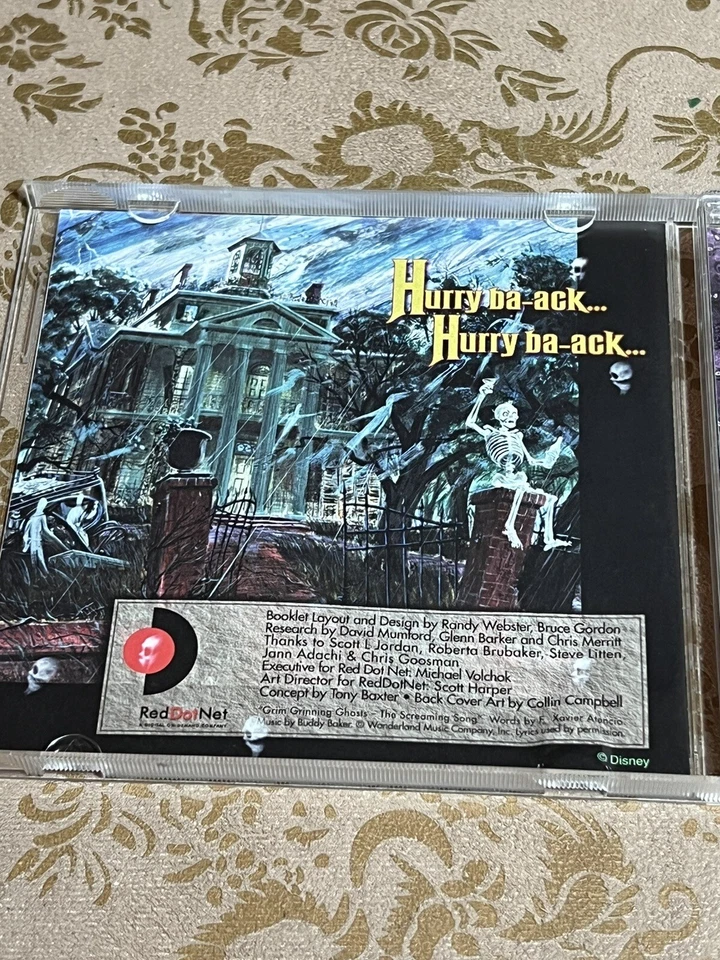 Hurry ba-ack...
Hurry ba-ack...
Booklet Layout and Design by Randy Webster, Bruce Gordon
Research by David Mumford, Glenn Barker and Chris Merritt
Thanks to Scott L Jordan, Roberta Brubaker, Steve Litten,
Jann Adachi & Chris Goosman
Executive for Red Dot Net: Michael Volchok
Art Director for RedDotNet: Scott Harper
Concept by Tony Baxter • Back Cover Art by Collin Campbell
"Grim Grinning Ghosts – The Screaming Song" Words by F. Xavier Atencio
Music by Buddy Baker. © Wonderland Music Company, Inc. Lyrics used by permission.
RedDotNet
A DIGITAL ON-DEMAND COMPANY
© Disney